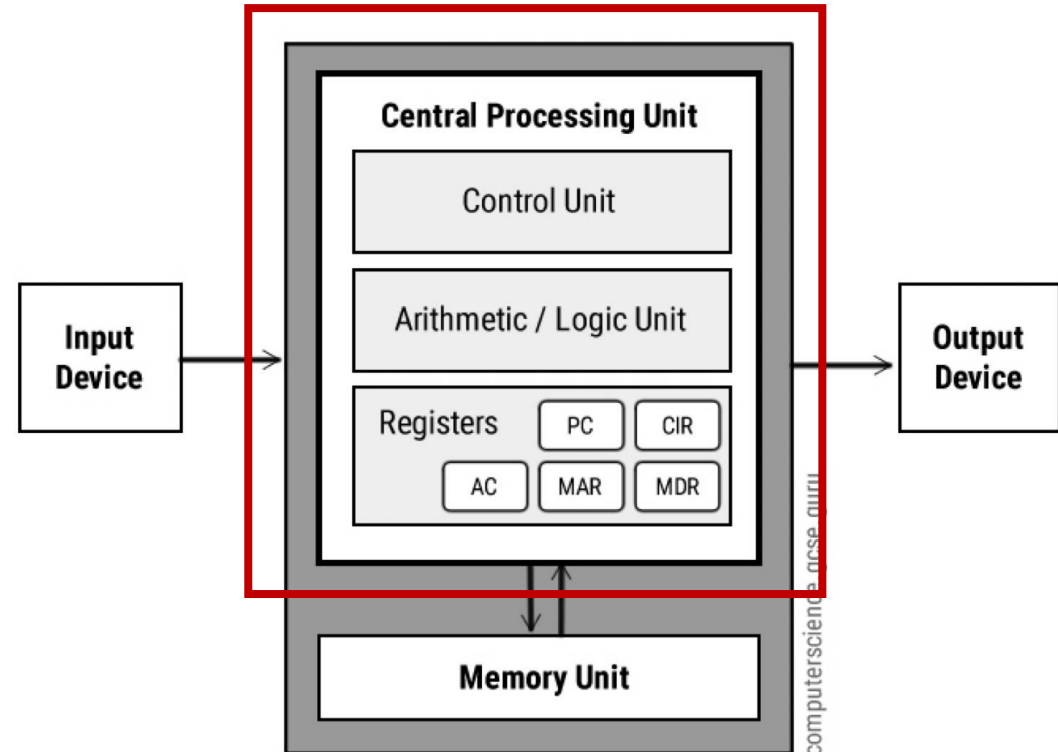 Central Processing Unit
Control Unit
Arithmetic / Logic Unit
Registers
PC
CIR
AC
MAR
MDR
Input
Device
Output
Device
Memory Unit
computerscience.gcse.guru